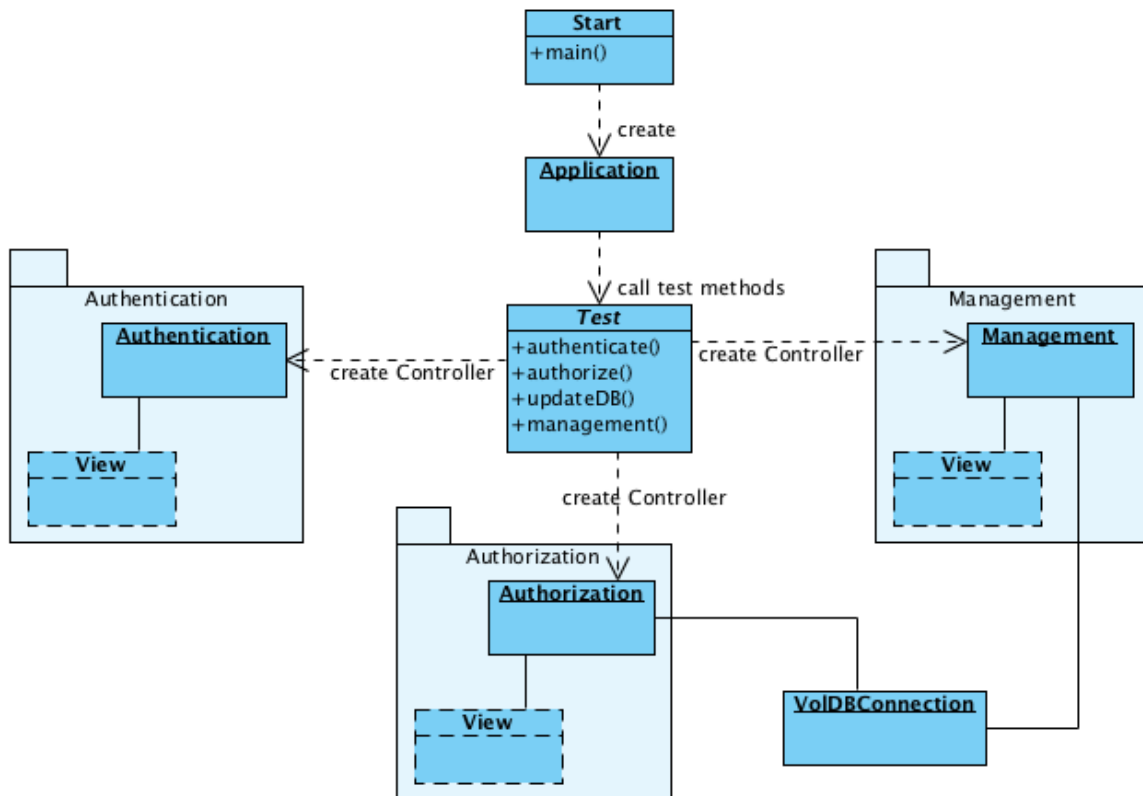 Start
+main()
create
Application
call test methods
Authentication
Authentication
View
Test
+authenticate()
+authorize()
+updateDB()
+management()
create Controller
create Controller
Management
Management
View
create Controller
Authorization
Authorization
View
VolDBConnection